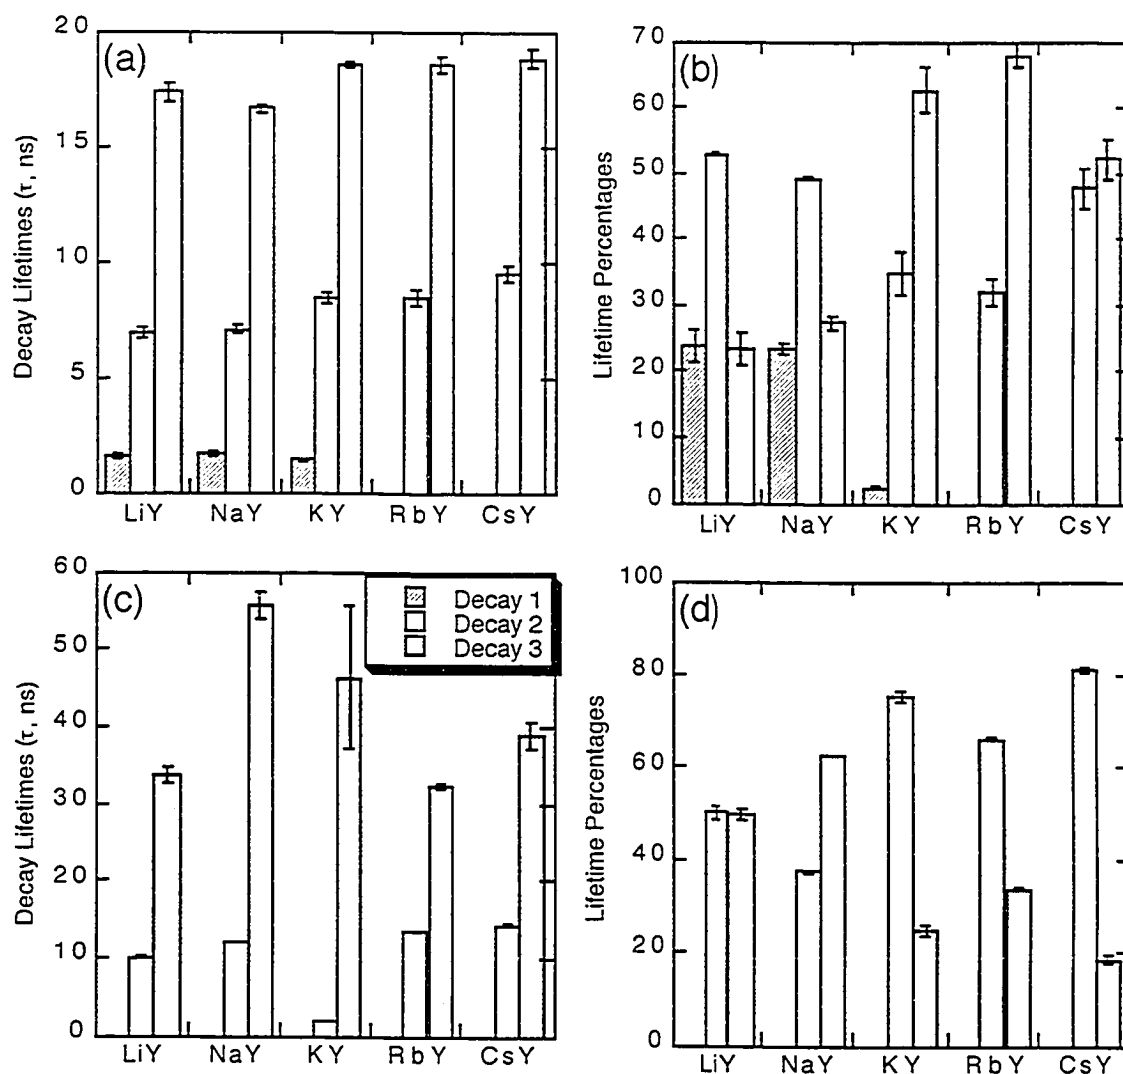 (a)
Decay Lifetimes (τ, ns)
20
15
10
5
0
LiY NaY KY RbY CsY
(b)
Lifetime Percentages
70
60
50
40
30
20
10
0
LiY NaY KY RbY CsY
(c)
Decay 1
Decay 2
Decay 3
Decay Lifetimes (τ, ns)
60
50
40
30
20
10
0
LiY NaY KY RbY CsY
(d)
Lifetime Percentages
100
80
60
40
20
0
LiY NaY KY RbY CsY